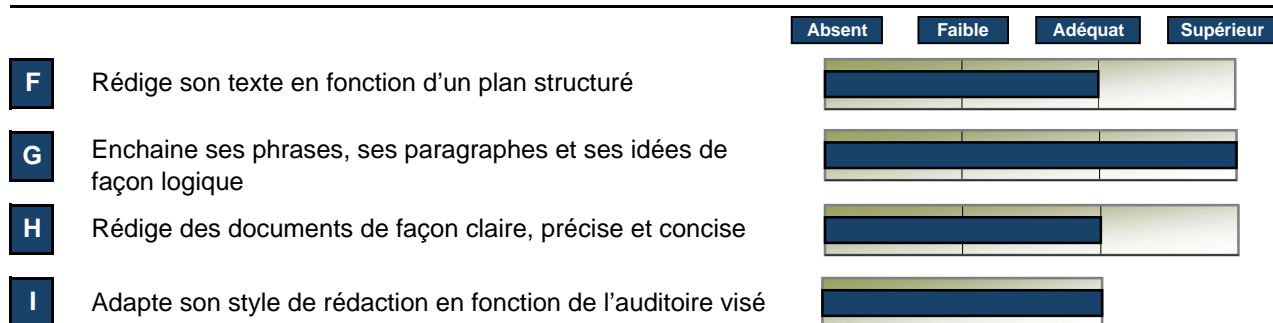 Absent Faible Adéquat Supérieur
F Rédige son texte en fonction d’un plan structuré
G Enchaine ses phrases, ses paragraphes et ses idées de
façon logique
H Rédige des documents de façon claire, précise et concise
I Adapte son style de rédaction en fonction de l’auditoire visé